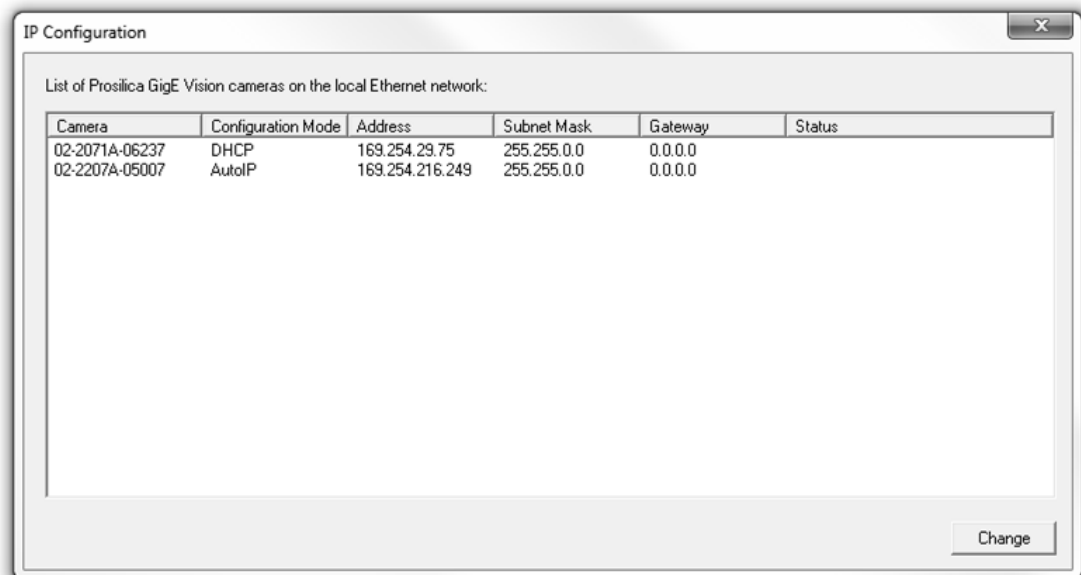 IP Configuration
X
List of Prosilica GigE Vision cameras on the local Ethernet network:
Camera Configuration Mode Address Subnet Mask Gateway Status
02-2071A-06237 DHCP 169.254.29.75 255.255.0.0 0.0.0.0
02-2207A-05007 AutoIP 169.254.216.249 255.255.0.0 0.0.0.0
Change